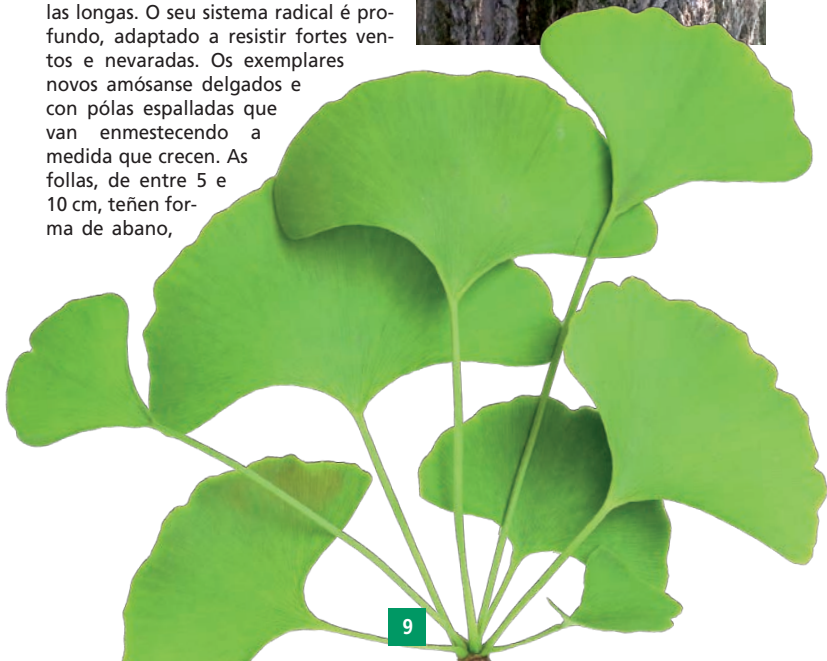 las longas. O seu sistema radical é pro-
fundo, adaptado a resistir fortes ven-
tos e nevaradas. Os exemplares
novos amósanse delgados e
con pólas espalladas que
van enmestecendo a
medida que crecen. As
follas, de entre 5 e
10 cm, teñen for-
ma de abano,
9